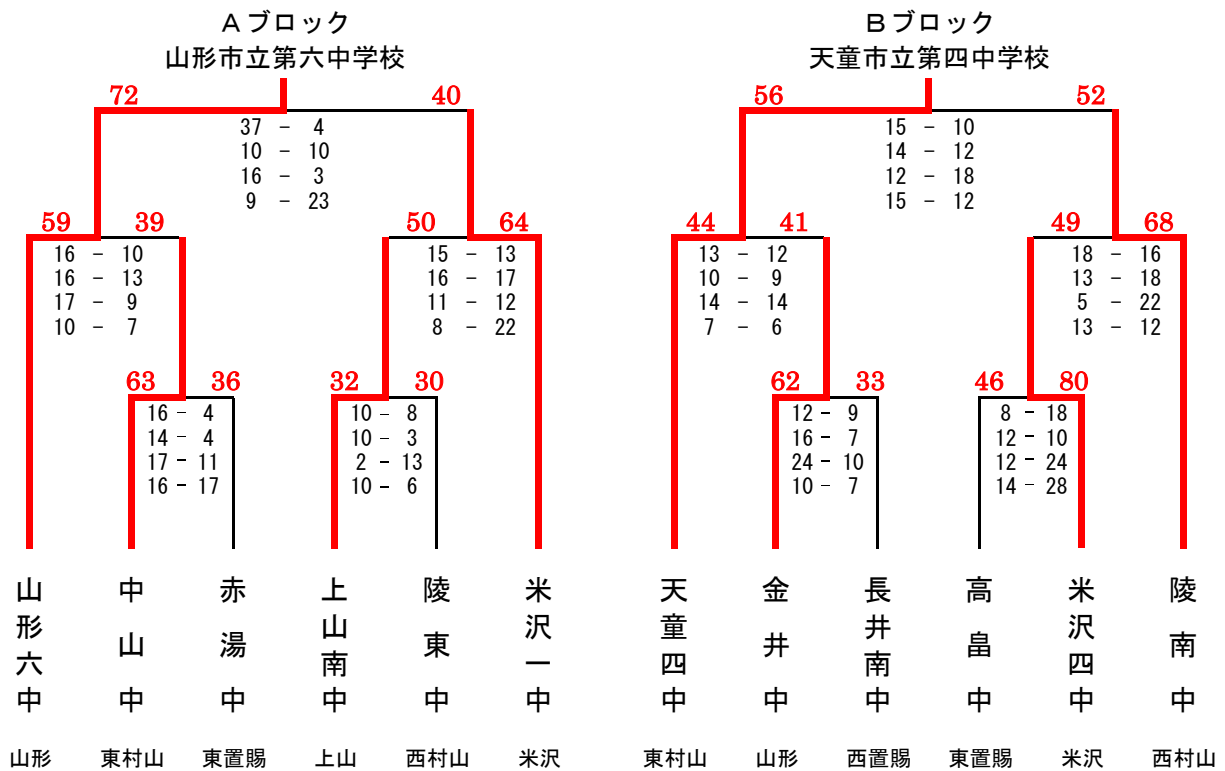 Aブロック
山形市立第六中学校
72 40
37 - 4
10 - 10
16 - 3
9 - 23
59 39
16 - 10
16 - 13
17 - 9
10 - 7
50 64
15 - 13
16 - 17
11 - 12
8 - 22
63 36
16 - 4
14 - 4
17 - 11
16 - 17
32 30
10 - 8
10 - 3
2 - 13
10 - 6
山形六中
中山中
赤湯中
上山南中
陵東中
米沢一中
山形 東村山 東置賜 上山 西村山 米沢
Bブロック
天童市立第四中学校
56 52
15 - 10
14 - 12
12 - 18
15 - 12
44 41
13 - 12
10 - 9
14 - 14
7 - 6
49 68
18 - 16
13 - 18
5 - 22
13 - 12
62 33
12 - 9
16 - 7
24 - 10
10 - 7
46 80
8 - 18
12 - 10
12 - 24
14 - 28
天童四中
金井中
長井南中
高畠中
米沢四中
陵南中
東村山 山形 西置賜 東置賜 米沢 西村山